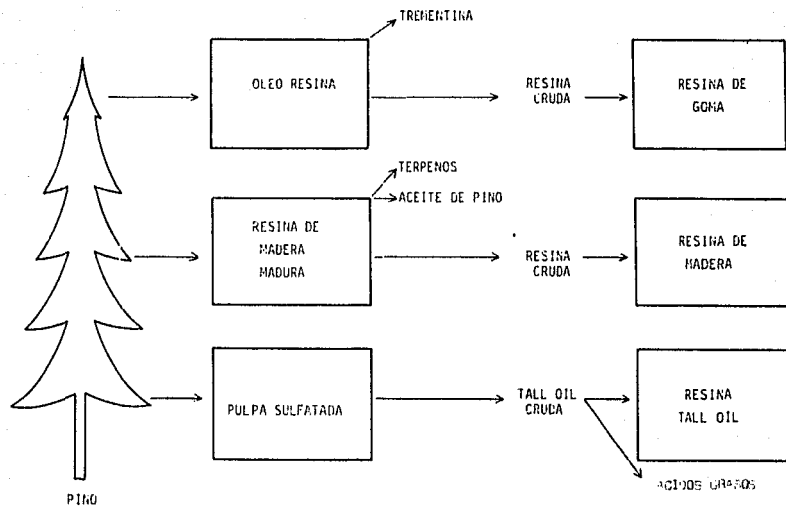 TREMENTINA
OLEO RESINA
RESINA
CRUDA
RESINA DE
GOMA
TERPENOS
ACEITE DE PINO
RESINA DE
MADERA
MADURA
RESINA
CRUDA
RESINA DE
MADERA
PULPA SULFATADA
TALL OIL
CRUDA
RESINA
TALL OIL
ACIDOS GRASOS
PINO